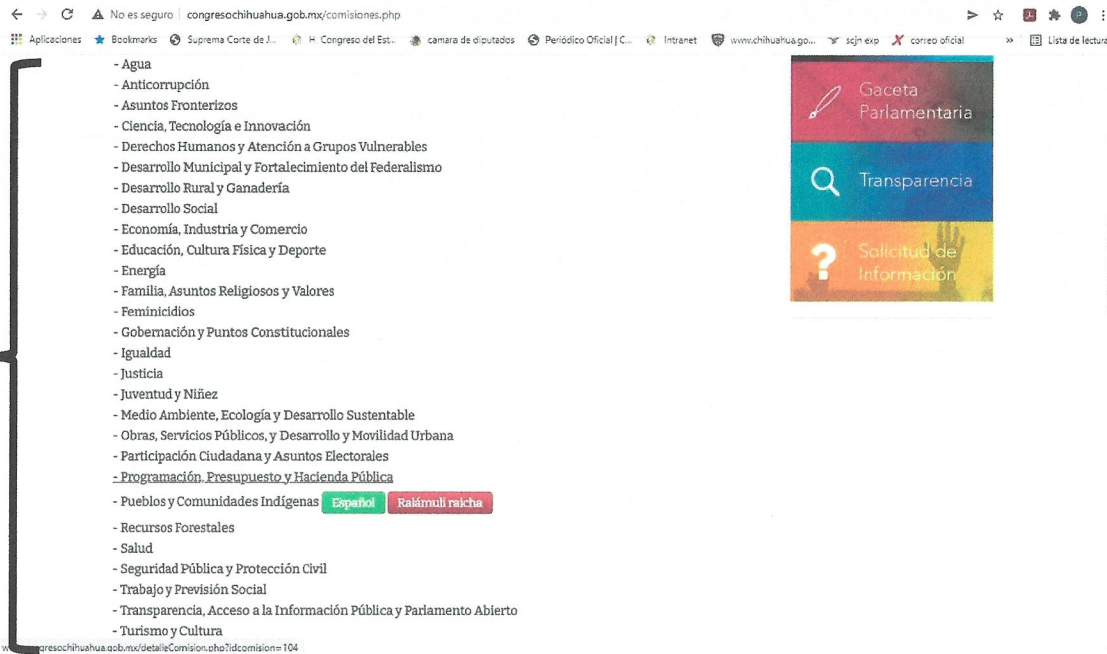 No es seguro | congresochihuahua.gob.mx/comisiones.php
Aplicaciones Bookmarks Suprema Corte de J... H. Congreso del Est... camara de diputados Periódico Oficial | C... Intranet www.chihuahua.go... scjn exp correo oficial » Lista de lectura
- Agua
- Anticorrupción
- Asuntos Fronterizos
- Ciencia, Tecnología e Innovación
- Derechos Humanos y Atención a Grupos Vulnerables
- Desarrollo Municipal y Fortalecimiento del Federalismo
- Desarrollo Rural y Ganadería
- Desarrollo Social
- Economía, Industria y Comercio
- Educación, Cultura Física y Deporte
- Energía
- Familia, Asuntos Religiosos y Valores
- Feminicidios
- Gobernación y Puntos Constitucionales
- Igualdad
- Justicia
- Juventud y Niñez
- Medio Ambiente, Ecología y Desarrollo Sustentable
- Obras, Servicios Públicos, y Desarrollo y Movilidad Urbana
- Participación Ciudadana y Asuntos Electorales
- Programación, Presupuesto y Hacienda Pública
- Pueblos y Comunidades Indígenas Español Ralámuli raicha
- Recursos Forestales
- Salud
- Seguridad Pública y Protección Civil
- Trabajo y Previsión Social
- Transparencia, Acceso a la Información Pública y Parlamento Abierto
- Turismo y Cultura
Gaceta
Parlamentaria
Transparencia
Solicitud de
Información
gresochihuahua.gob.mx/detalleComision.php?idcomision=104